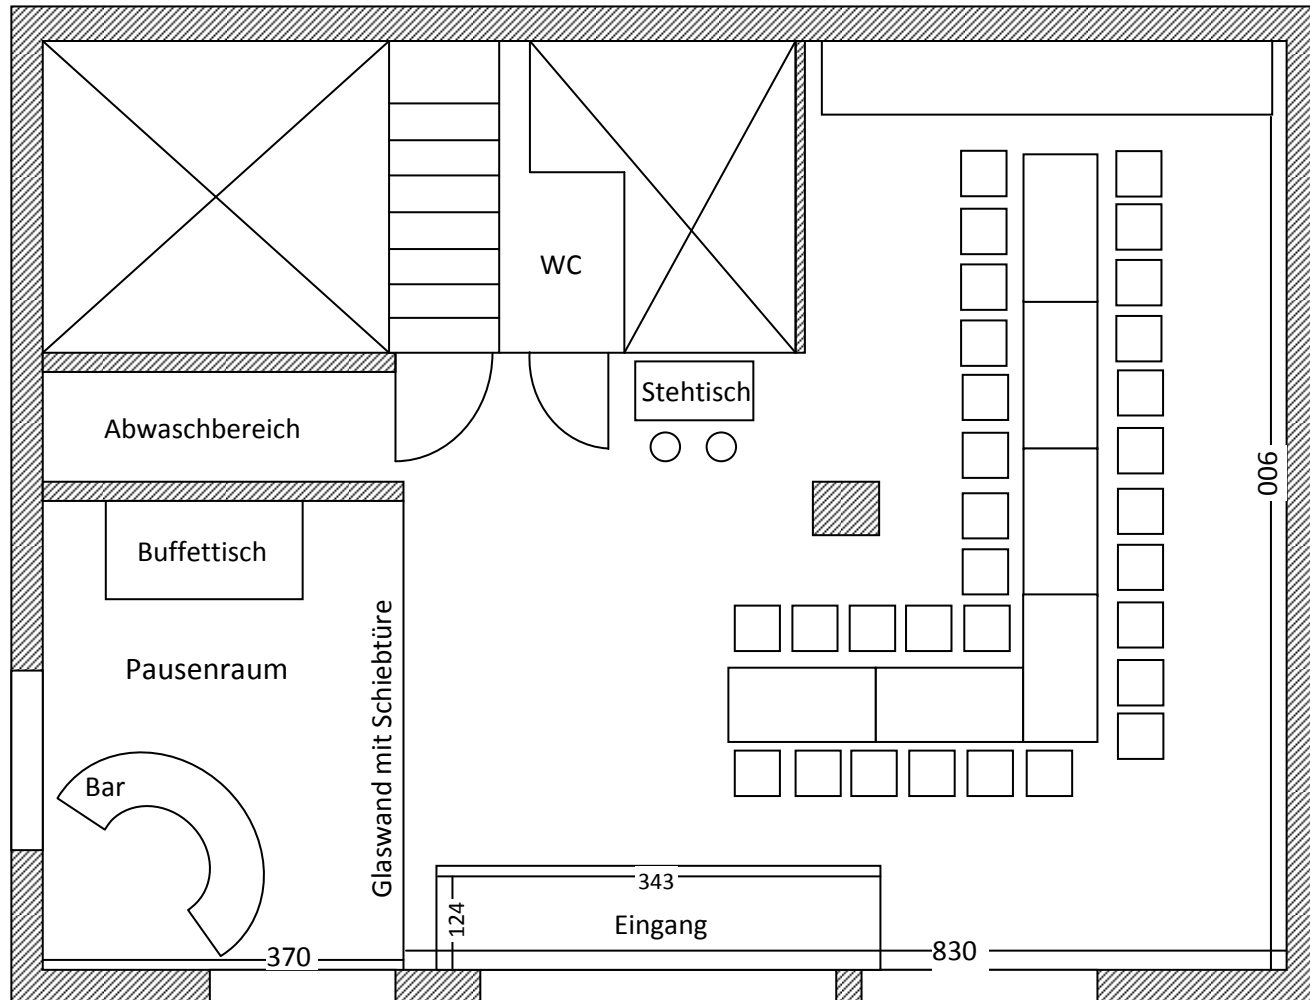 WC
Stehtisch
Abwaschbereich
900
Buffettisch
Pausenraum
Glaswand mit Schiebtüre
Bar
343
124
Eingang
370
830